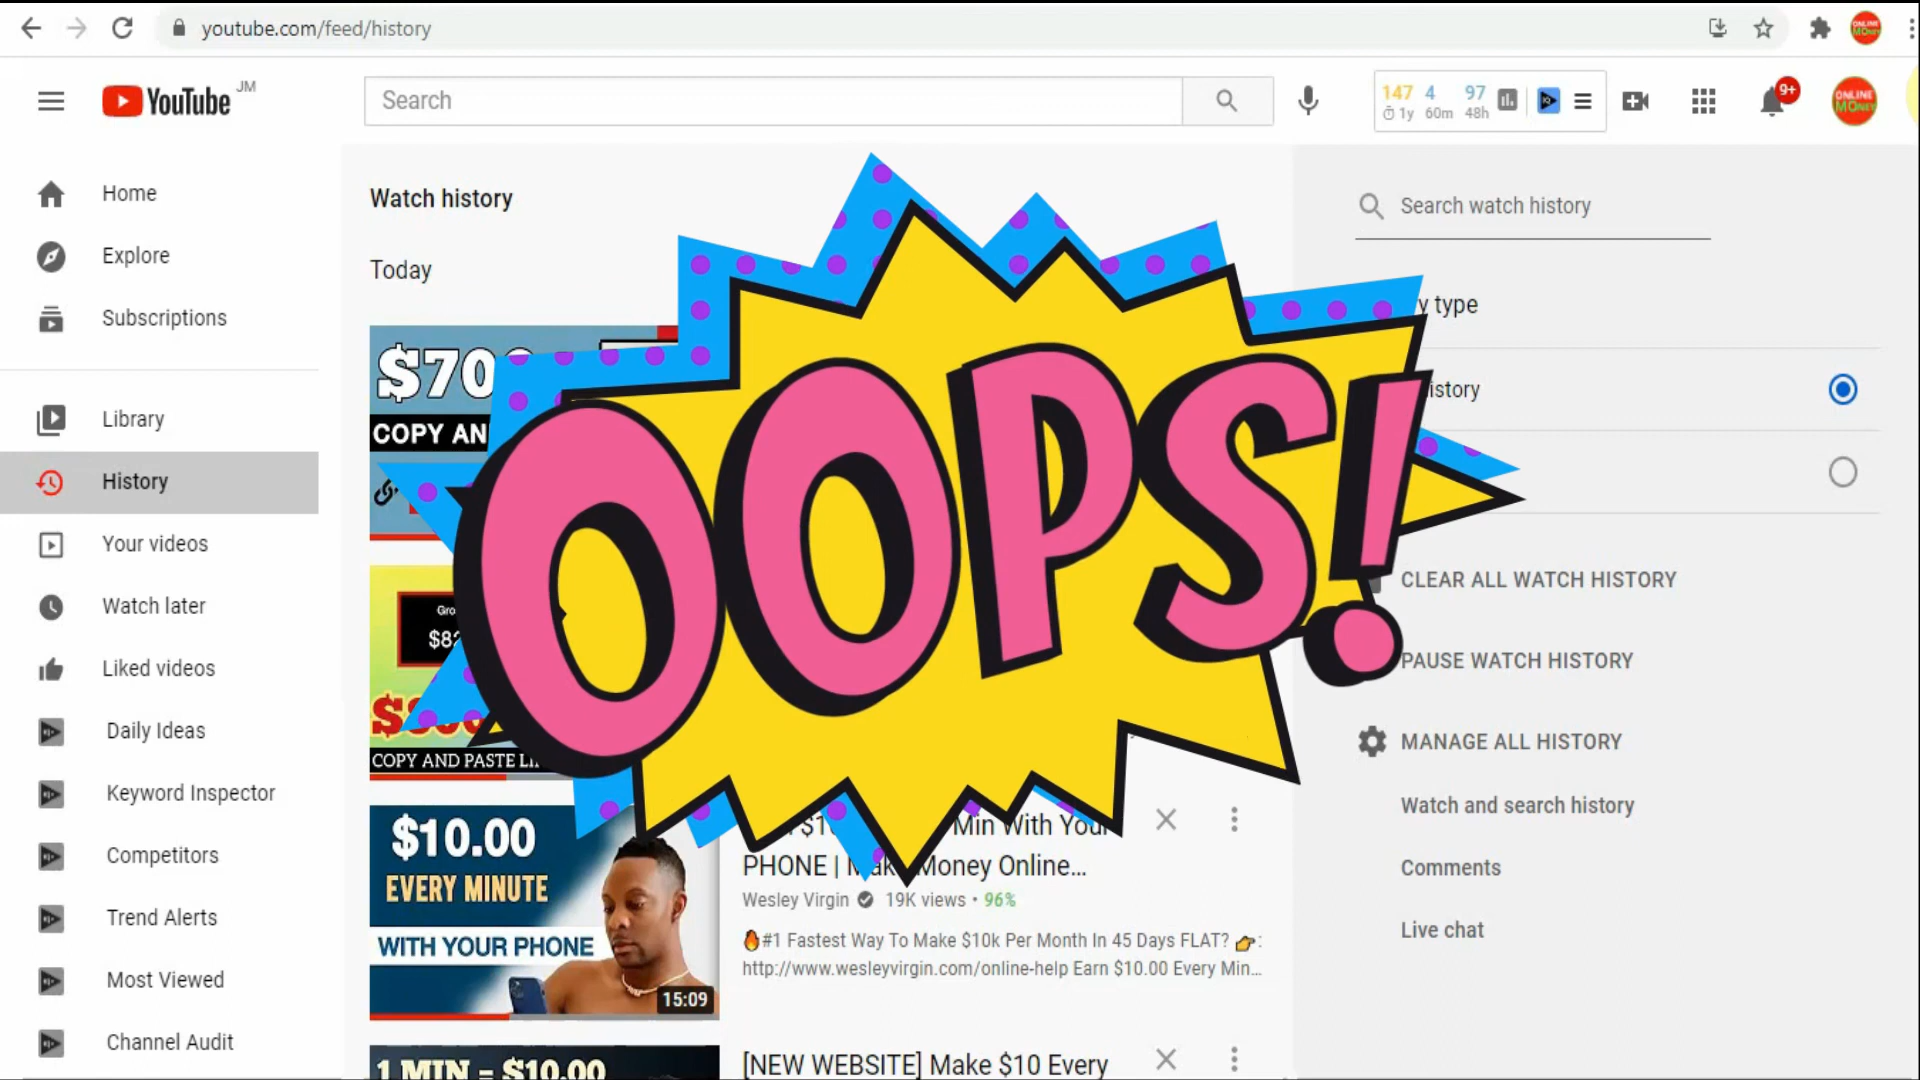 youtube.com/feed/history
YouTube JM
Search
147 4 97
1y 60m 48h
9+
ONLINE
MONEY
Home
Explore
Subscriptions
Library
History
Your videos
Watch later
Liked videos
Daily Ideas
Keyword Inspector
Competitors
Trend Alerts
Most Viewed
Channel Audit
Watch history
Today
$70
COPY AN
OOPS!
COPY AND PASTE
$10.00
EVERY MINUTE
WITH YOUR PHONE
15:09
Min With Your
PHONE | Make Money Online...
Wesley Virgin 19K views • 96%
#1 Fastest Way To Make $10k Per Month In 45 Days FLAT? :
http://www.wesleyvirgin.com/online-help Earn $10.00 Every Min...
1 MIN = $10.00
[NEW WEBSITE] Make $10 Every
Search watch history
y type
istory
CLEAR ALL WATCH HISTORY
PAUSE WATCH HISTORY
MANAGE ALL HISTORY
Watch and search history
Comments
Live chat